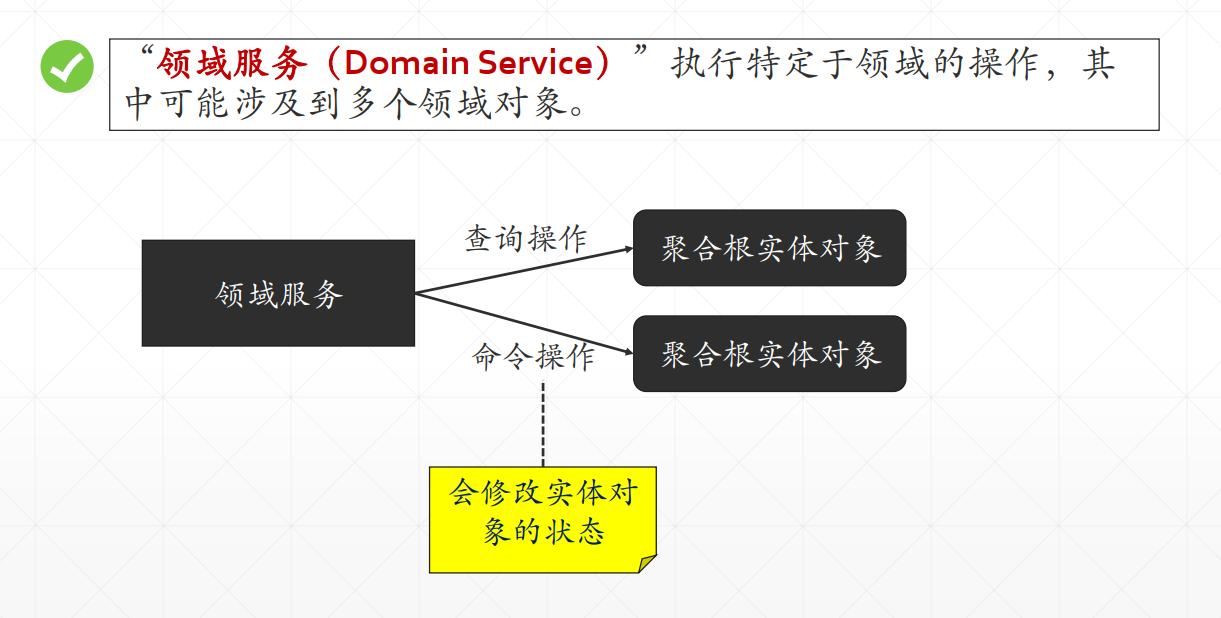 “领域服务（Domain Service）”执行特定于领域的操作，其
中可能涉及到多个领域对象。
查询操作
聚合根实体对象
领域服务
命令操作
聚合根实体对象
会修改实体对
象的状态